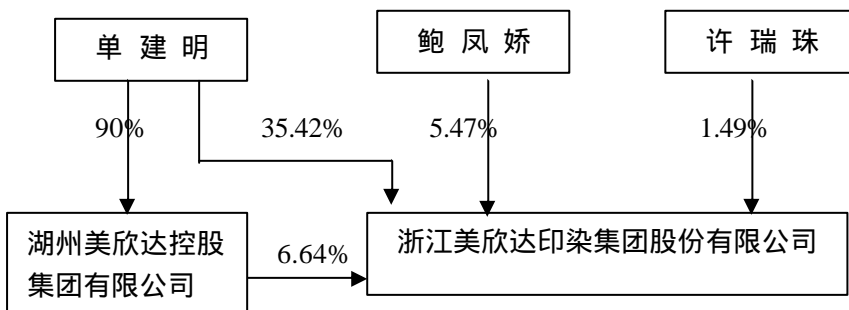 单 建 明
鲍 凤 娇
许 瑞 珠
90%
35.42%
5.47%
1.49%
湖州美欣达控股
集团有限公司
6.64%
浙江美欣达印染集团股份有限公司